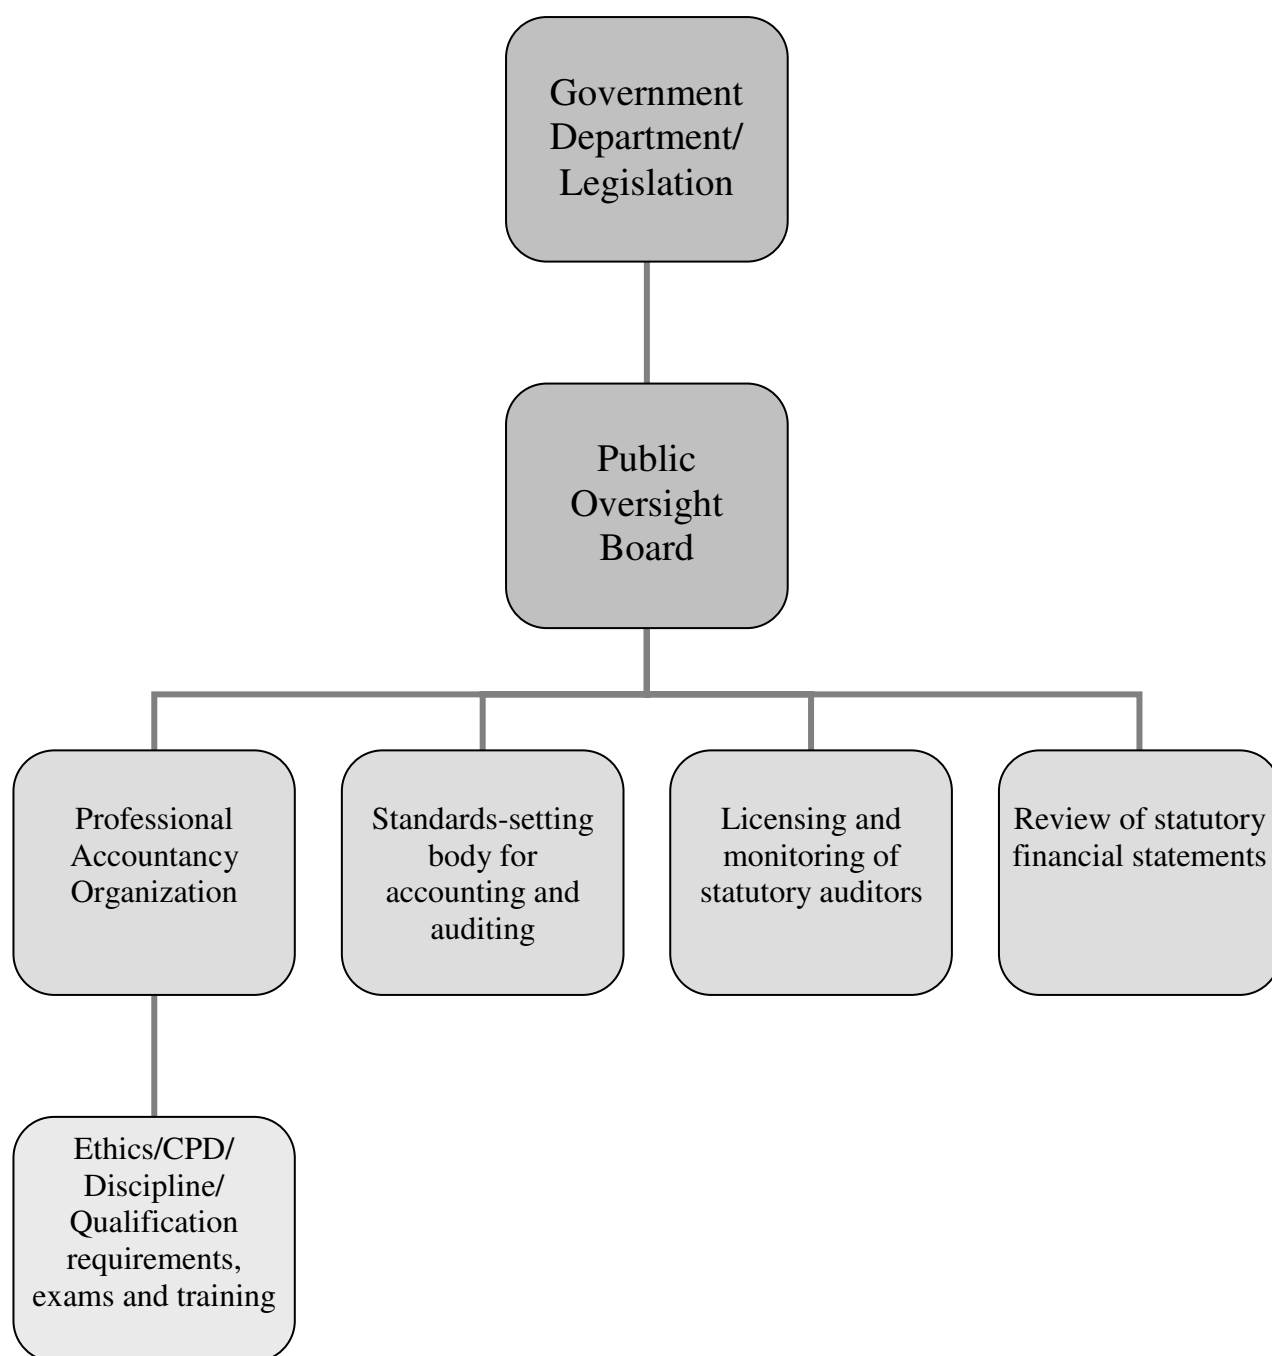 Government
Department/
Legislation
Public
Oversight
Board
Professional
Accountancy
Organization
Standards-setting
body for
accounting and
auditing
Licensing and
monitoring of
statutory auditors
Review of statutory
financial statements
Ethics/CPD/
Discipline/
Qualification
requirements,
exams and training